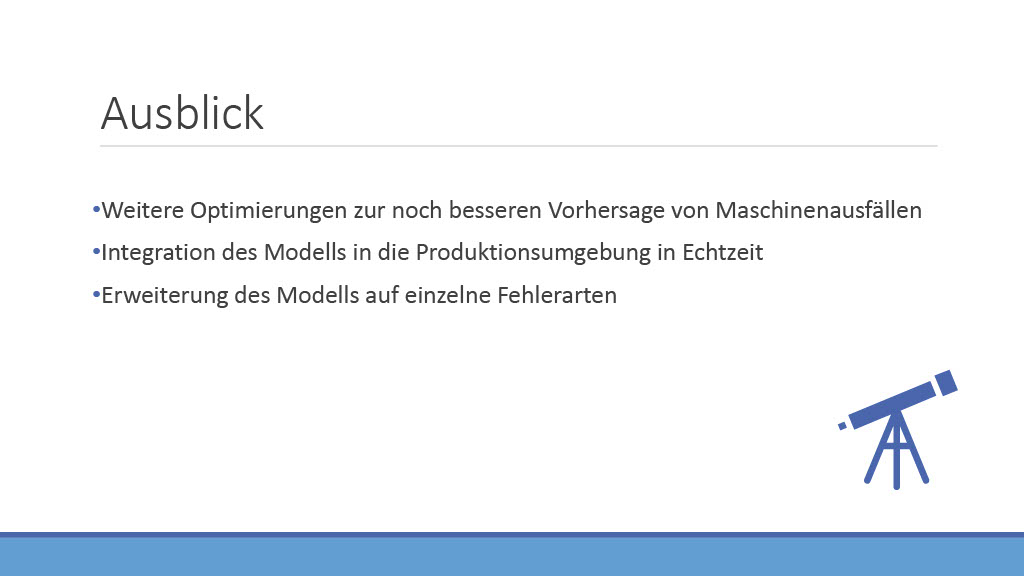 Ausblick
•Weitere Optimierungen zur noch besseren Vorhersage von Maschinenausfällen
•Integration des Modells in die Produktionsumgebung in Echtzeit
•Erweiterung des Modells auf einzelne Fehlerarten